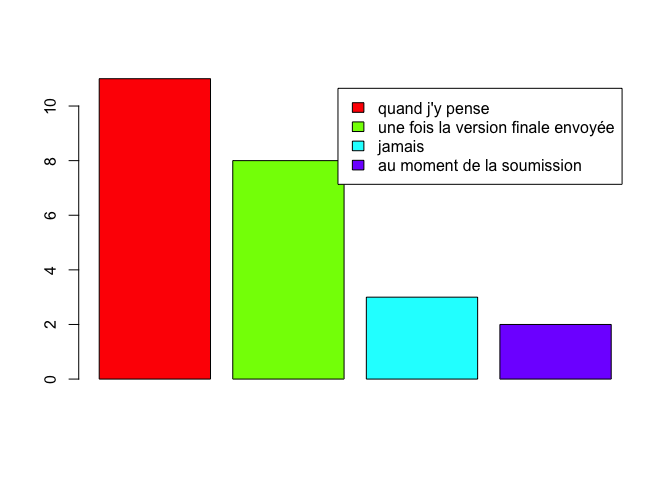 10
8
6
4
2
0
quand j'y pense
une fois la version finale envoyée
jamais
au moment de la soumission